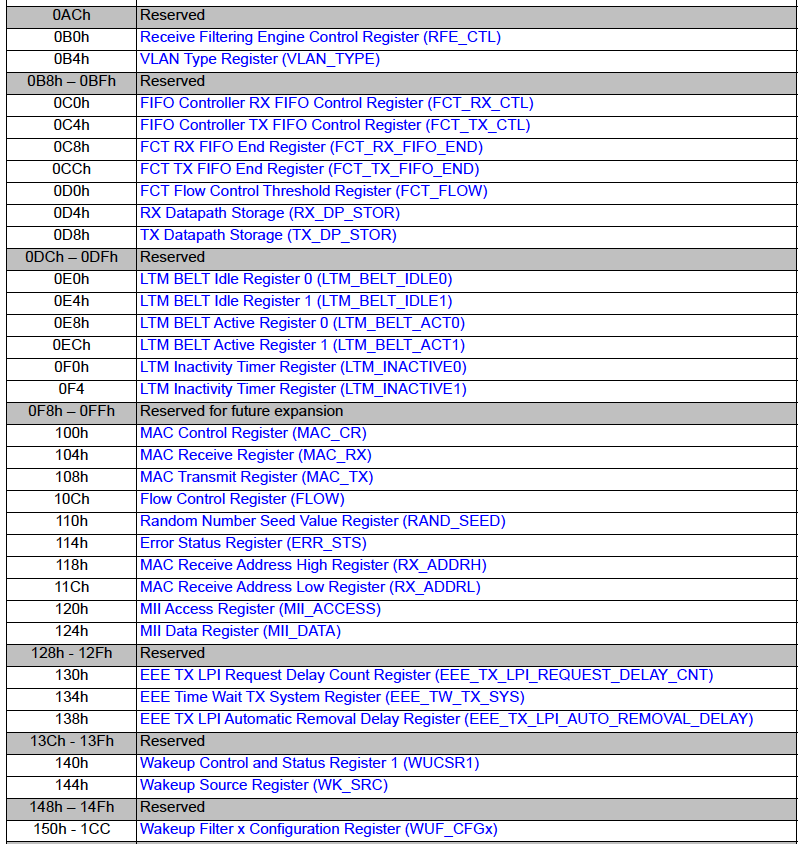 0ACh Reserved
0B0h Receive Filtering Engine Control Register (RFE_CTL)
0B4h VLAN Type Register (VLAN_TYPE)
0B8h – 0BFh Reserved
0C0h FIFO Controller RX FIFO Control Register (FCT_RX_CTL)
0C4h FIFO Controller TX FIFO Control Register (FCT_TX_CTL)
0C8h FCT RX FIFO End Register (FCT_RX_FIFO_END)
0CCh FCT TX FIFO End Register (FCT_TX_FIFO_END)
0D0h FCT Flow Control Threshold Register (FCT_FLOW)
0D4h RX Datapath Storage (RX_DP_STOR)
0D8h TX Datapath Storage (TX_DP_STOR)
0DCh – 0DFh Reserved
0E0h LTM BELT Idle Register 0 (LTM_BELT_IDLE0)
0E4h LTM BELT Idle Register 1 (LTM_BELT_IDLE1)
0E8h LTM BELT Active Register 0 (LTM_BELT_ACT0)
0ECh LTM BELT Active Register 1 (LTM_BELT_ACT1)
0F0h LTM Inactivity Timer Register (LTM_INACTIVE0)
0F4 LTM Inactivity Timer Register (LTM_INACTIVE1)
0F8h – 0FFh Reserved for future expansion
100h MAC Control Register (MAC_CR)
104h MAC Receive Register (MAC_RX)
108h MAC Transmit Register (MAC_TX)
10Ch Flow Control Register (FLOW)
110h Random Number Seed Value Register (RAND_SEED)
114h Error Status Register (ERR_STS)
118h MAC Receive Address High Register (RX_ADDRH)
11Ch MAC Receive Address Low Register (RX_ADDRL)
120h MII Access Register (MII_ACCESS)
124h MII Data Register (MII_DATA)
128h - 12Fh Reserved
130h EEE TX LPI Request Delay Count Register (EEE_TX_LPI_REQUEST_DELAY_CNT)
134h EEE Time Wait TX System Register (EEE_TW_TX_SYS)
138h EEE TX LPI Automatic Removal Delay Register (EEE_TX_LPI_AUTO_REMOVAL_DELAY)
13Ch - 13Fh Reserved
140h Wakeup Control and Status Register 1 (WUCSR1)
144h Wakeup Source Register (WK_SRC)
148h – 14Fh Reserved
150h - 1CC Wakeup Filter x Configuration Register (WUF_CFGx)